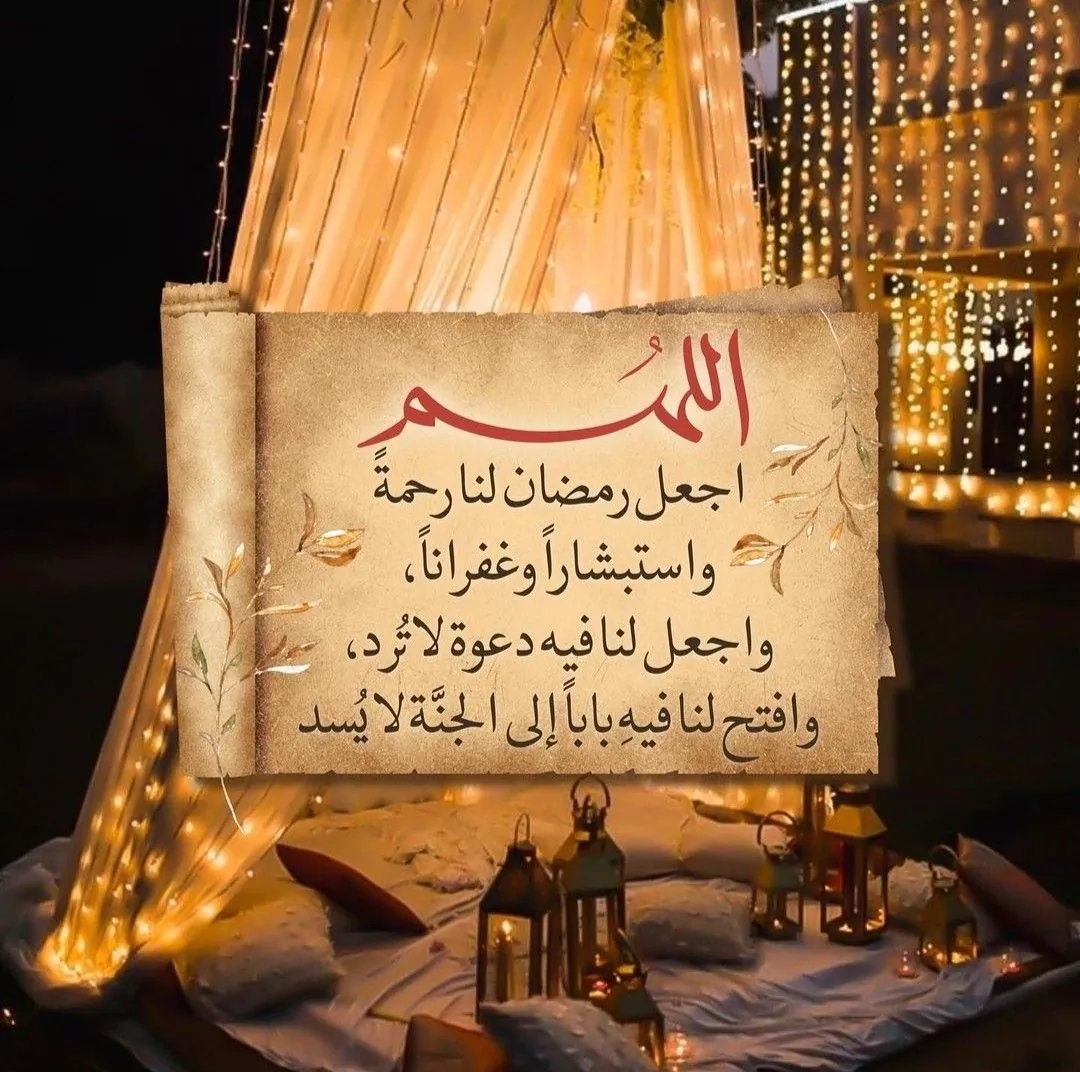 اللهُم
اجعل رمضان لنا رحمةً
واستبشاراً وغفراناً،
واجعل لنا فيه دعوة لا تُرد،
وافتح لنا فيهِ باباً إلى الجنَّة لا يُسد